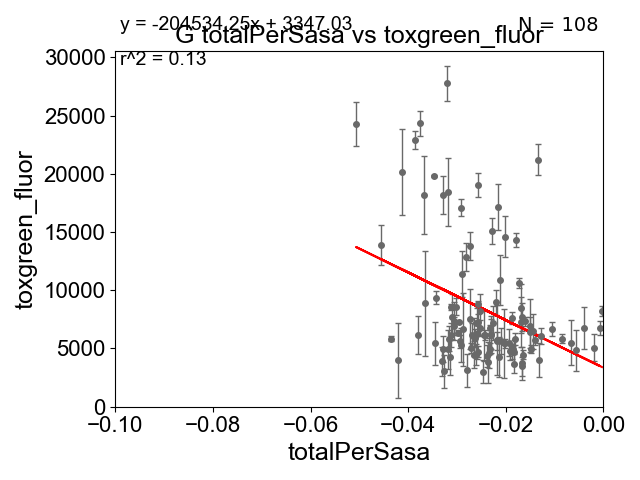 y = -204534.25x + 3347.03
N = 108
G totalPerSasa vs toxgreen_fluor
r^2 = 0.13
30000
25000
20000
15000
10000
5000
0
toxgreen_fluor
−0.10 −0.08 −0.06 −0.04 −0.02 0.00
totalPerSasa